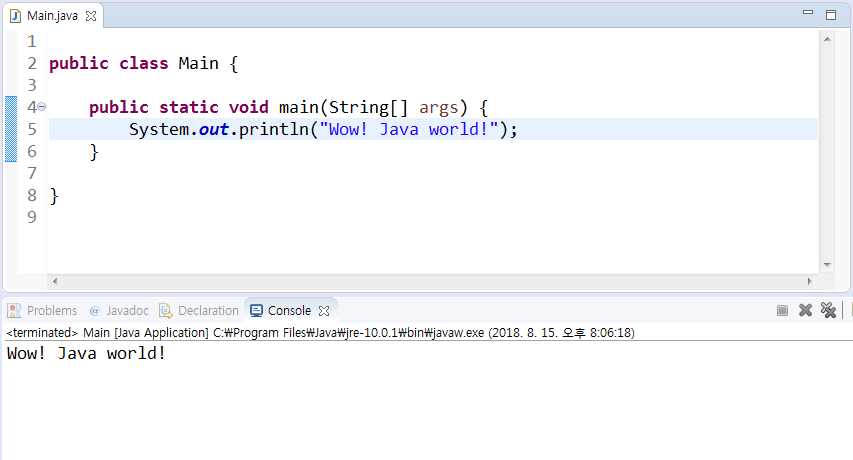 Main.java
1
2 public class Main {
3
4 public static void main(String[] args) {
5 System.out.println("Wow! Java world!");
6 }
7
8 }
9
Problems @ Javadoc Declaration Console
<terminated> Main [Java Application] C:₩Program Files₩Java₩jre-10.0.1₩bin₩javaw.exe (2018. 8. 15. 오후 8:06:18)
Wow! Java world!